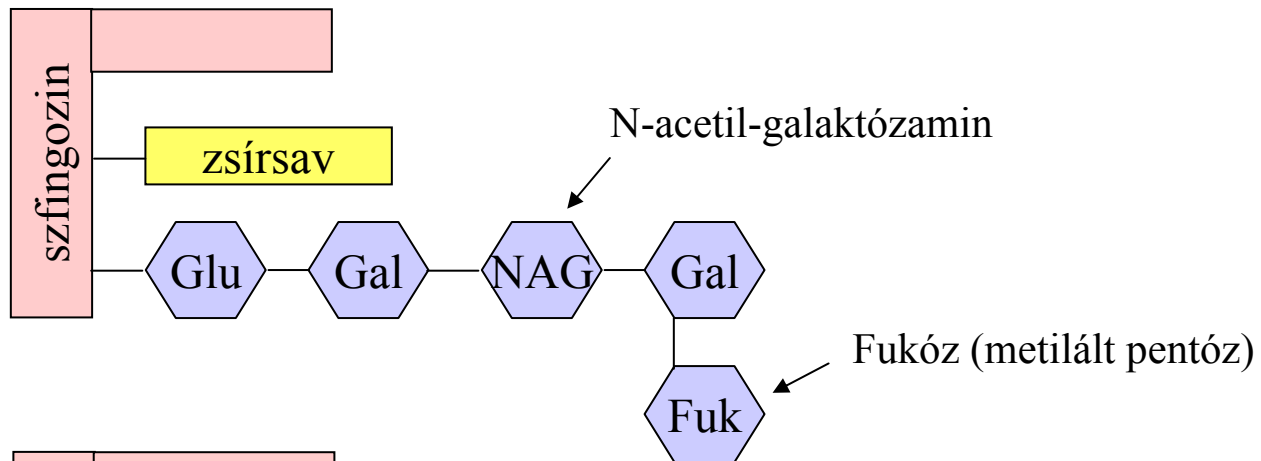 szfingozin
N-acetil-galaktózamin
zsírsav
Glu
Gal
NAG
Gal
Fukóz (metilált pentóz)
Fuk